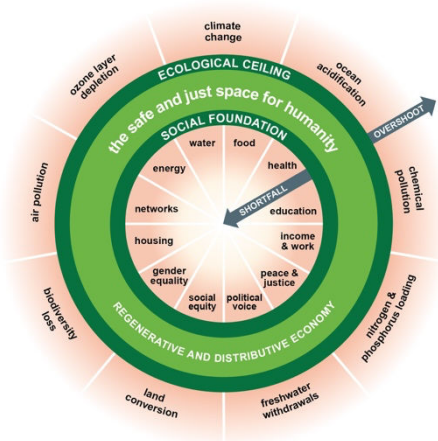 climate
change
ocean
acidification
chemical
pollution
nitrogen &
phosphorus loading
freshwater
withdrawals
land
conversion
biodiversity
loss
air pollution
ozone layer
depletion
OVERSHOOT
ECOLOGICAL CEILING
the safe and just space for humanity
SOCIAL FOUNDATION
water
food
health
SHORTFALL
education
income
& work
peace &
justice
political
voice
social
equity
gender
equality
housing
networks
energy
REGENERATIVE AND DISTRIBUTIVE ECONOMY